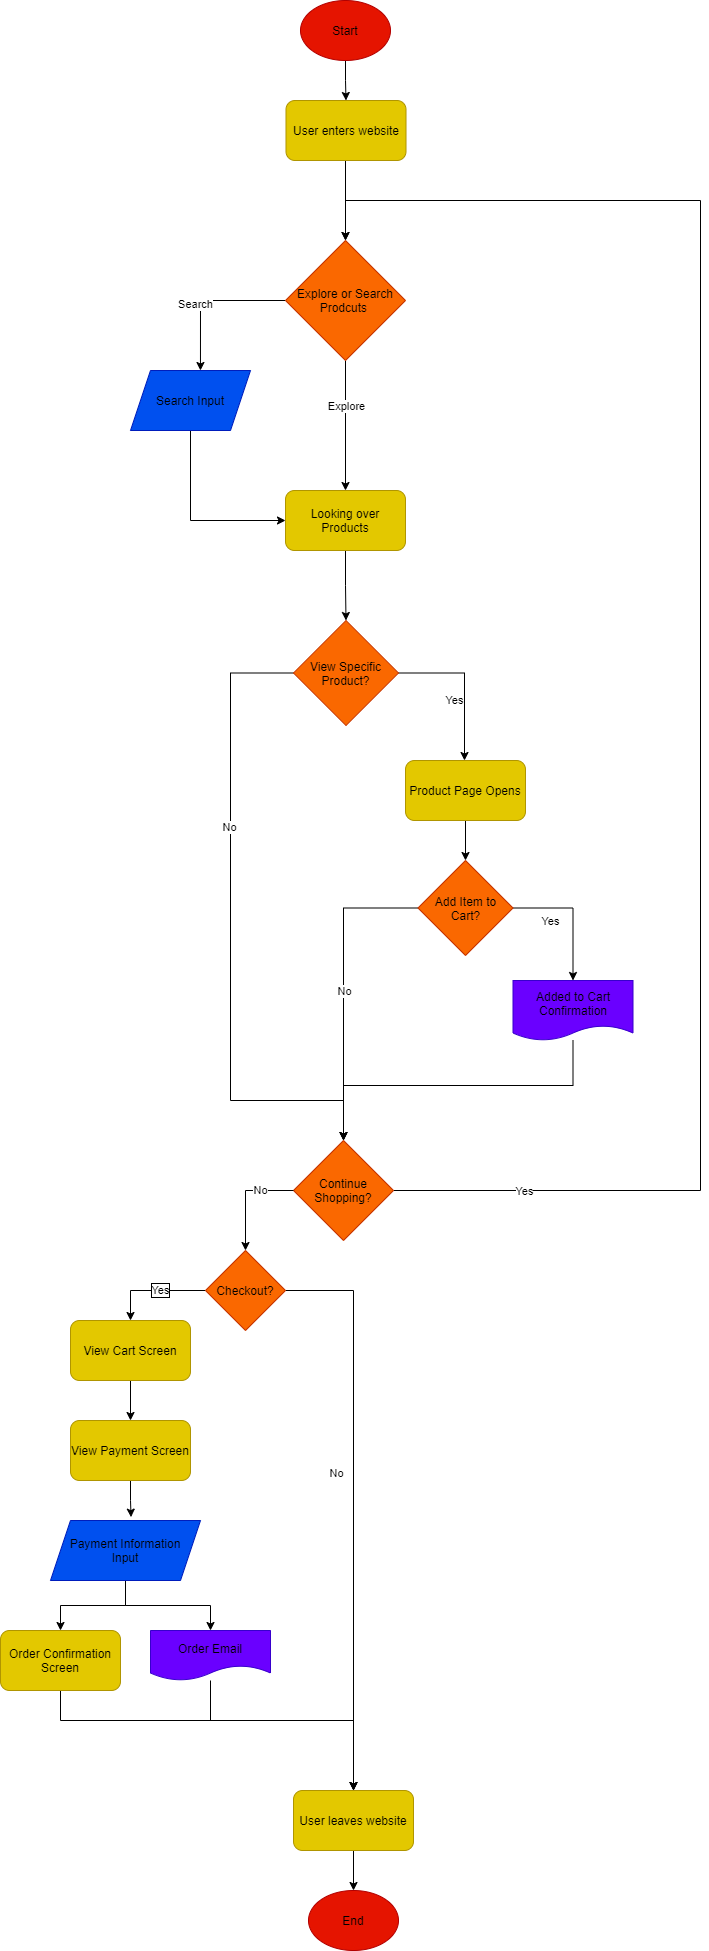 Start
User enters website
Explore or Search
Prodcuts
Search
Search Input
Explore
Looking over
Products
View Specific
Product?
Yes
Product Page Opens
No
Add Item to
Cart?
Yes
No
Added to Cart
Confirmation
Continue
Shopping?
No
Yes
Checkout?
Yes
View Cart Screen
View Payment Screen
No
Payment Information
Input
Order Confirmation
Screen
Order Email
User leaves website
End